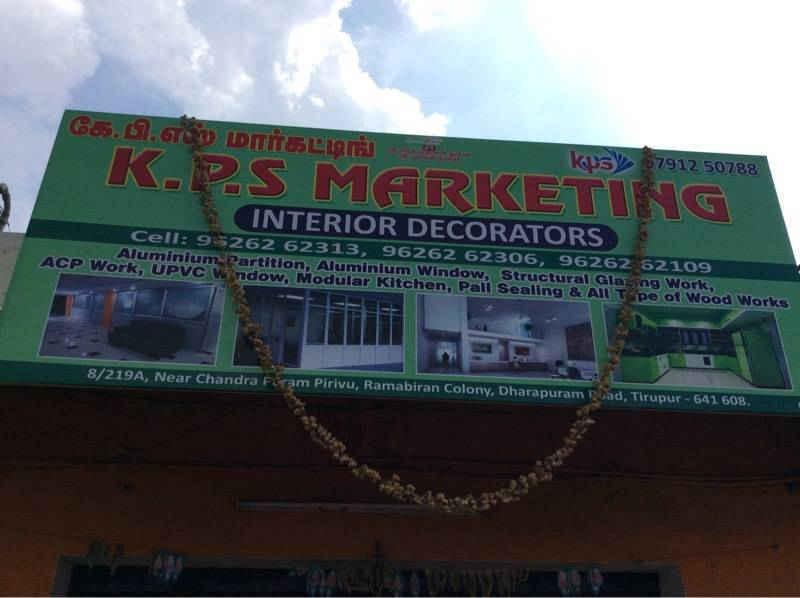 கே.பி.எஸ் மார்கட்டிங்
kps 97912 50788
K.P.S MARKETING
INTERIOR DECORATORS
Cell: 96262 62313, 96262 62306, 96262 62109
Aluminium Partition, Aluminium Window, Structural Glazing Work,
ACP Work, UPVC Window, Modular Kitchen, Pall Sealing & All Type of Wood Works
8/219A, Near Chandra Puram Pirivu, Ramabiran Colony, Dharapuram Road, Tirupur - 641 608.